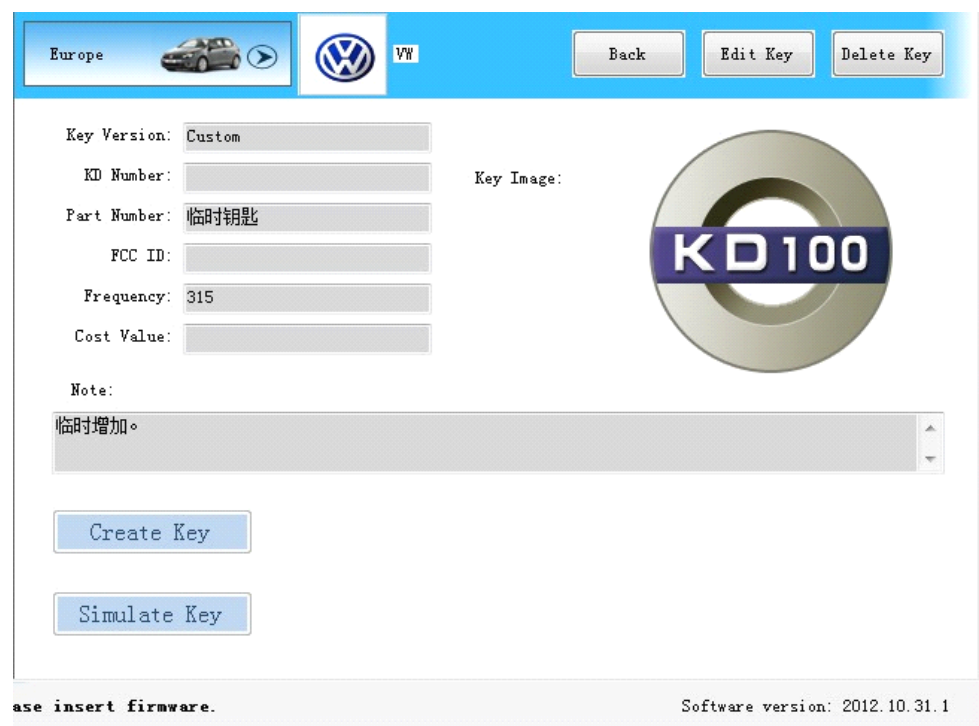 Europe
VW
Back
Edit Key
Delete Key
Key Version: Custom
KD Number:
Key Image:
Part Number: 临时钥匙
FCC ID:
KD100
Frequency: 315
Cost Value:
Note:
临时增加。
Create Key
Simulate Key
ase insert firmware.
Software version: 2012.10.31.1